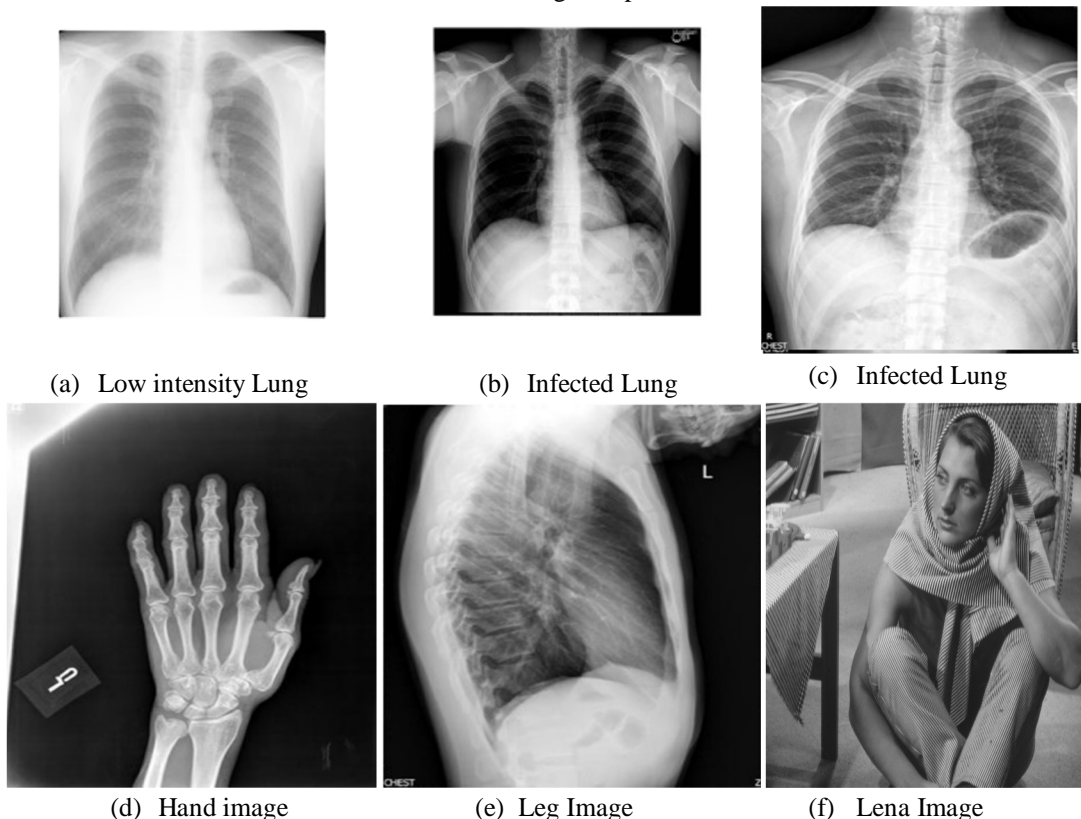 (a) Low intensity Lung
(b) Infected Lung
(c) Infected Lung
R
CHEST
E
L
CHEST
Z
(d) Hand image
(e) Leg Image
(f) Lena Image